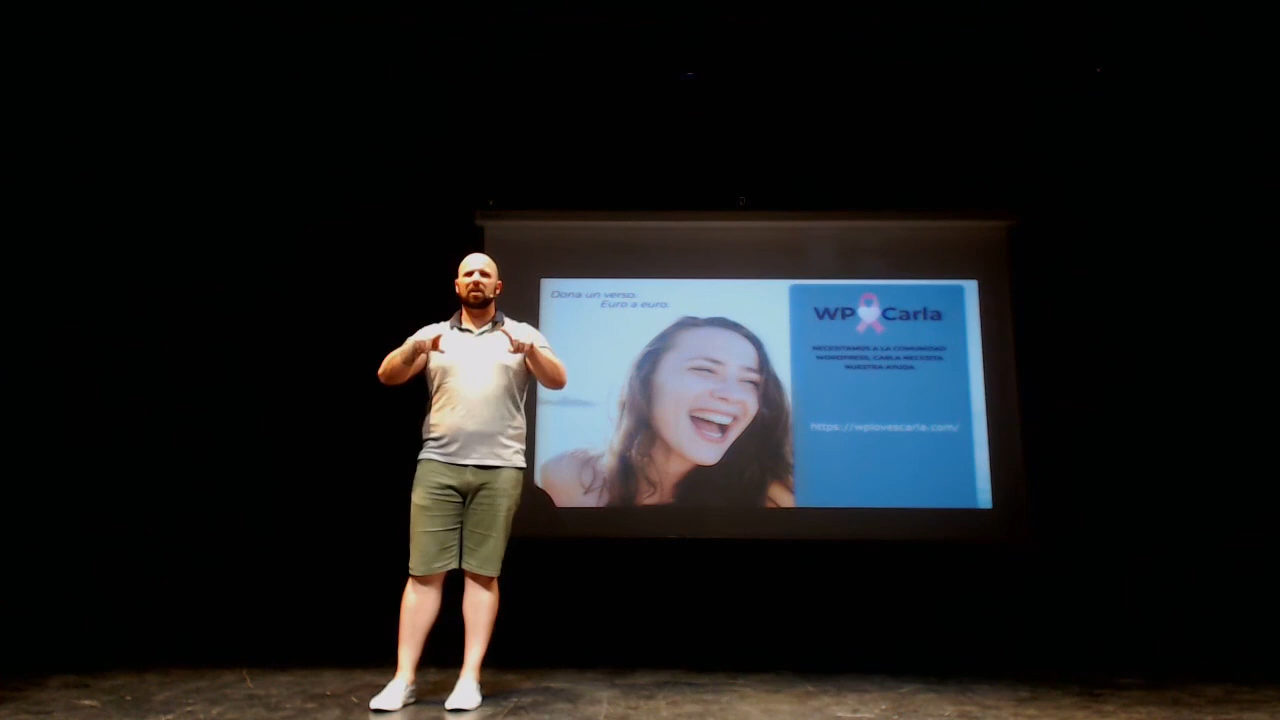 Dona un verso.
Euro a euro.
WP Carla
NECESITAMOS A LA COMUNIDAD
WORDPRESS, CARLA NECESITA
NUESTRA AYUDA.
https://wplovescarla.com/